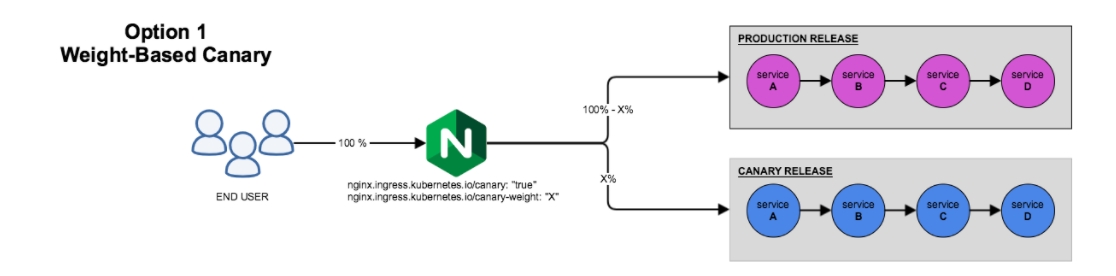 Option 1
Weight-Based Canary
END USER
100 %
N
nginx.ingress.kubernetes.io/canary: "true"
nginx.ingress.kubernetes.io/canary-weight: "X"
100% - X%
X%
PRODUCTION RELEASE
service
A
service
B
service
C
service
D
CANARY RELEASE
service
A
service
B
service
C
service
D